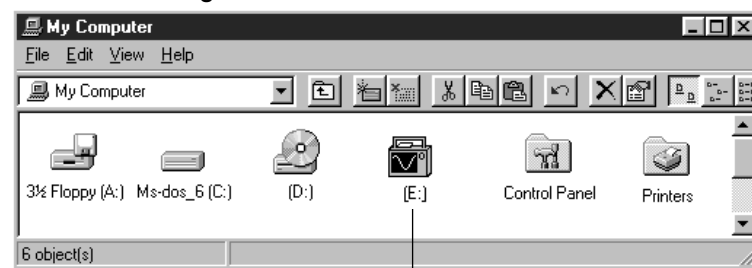 My Computer
File Edit View Help
My Computer
3½ Floppy (A:) Ms-dos_6 (C:) (D:) (E:) Control Panel Printers
6 object(s)